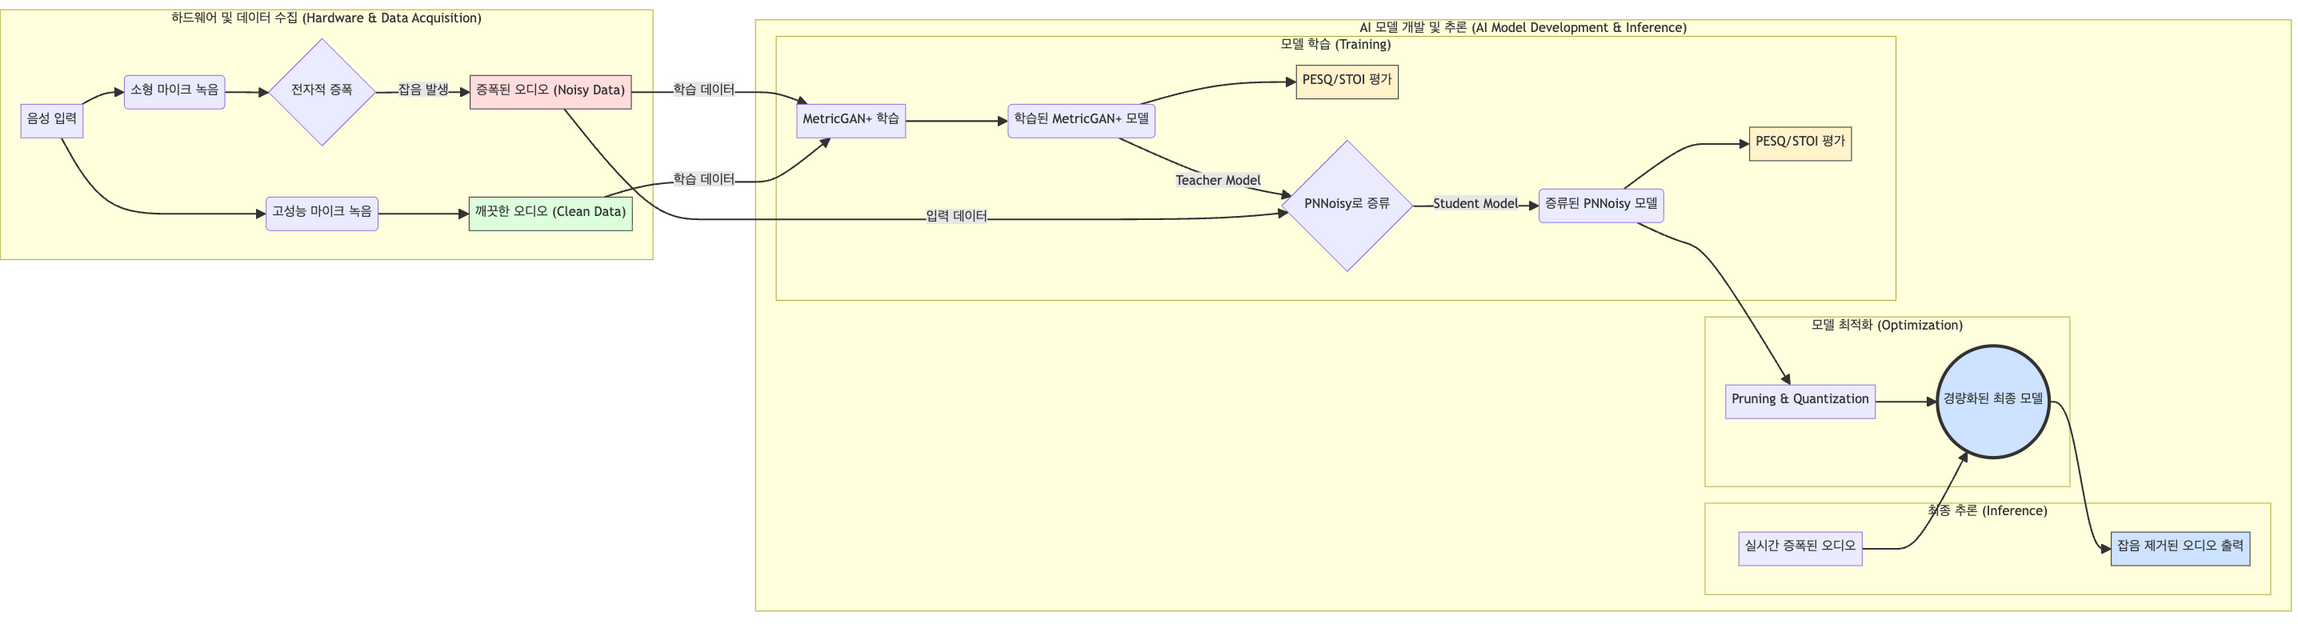 하드웨어 및 데이터 수집 (Hardware & Data Acquisition)
음성 입력
소형 마이크 녹음
전자적 증폭
잡음 발생
증폭된 오디오 (Noisy Data)
고성능 마이크 녹음
깨끗한 오디오 (Clean Data)
학습 데이터
학습 데이터
입력 데이터
AI 모델 개발 및 추론 (AI Model Development & Inference)
모델 학습 (Training)
MetricGAN+ 학습
학습된 MetricGAN+ 모델
PESQ/STOI 평가
Teacher Model
PNNoisy로 증류
Student Model
증류된 PNNoisy 모델
PESQ/STOI 평가
모델 최적화 (Optimization)
Pruning & Quantization
경량화된 최종 모델
최종 추론 (Inference)
실시간 증폭된 오디오
잡음 제거된 오디오 출력